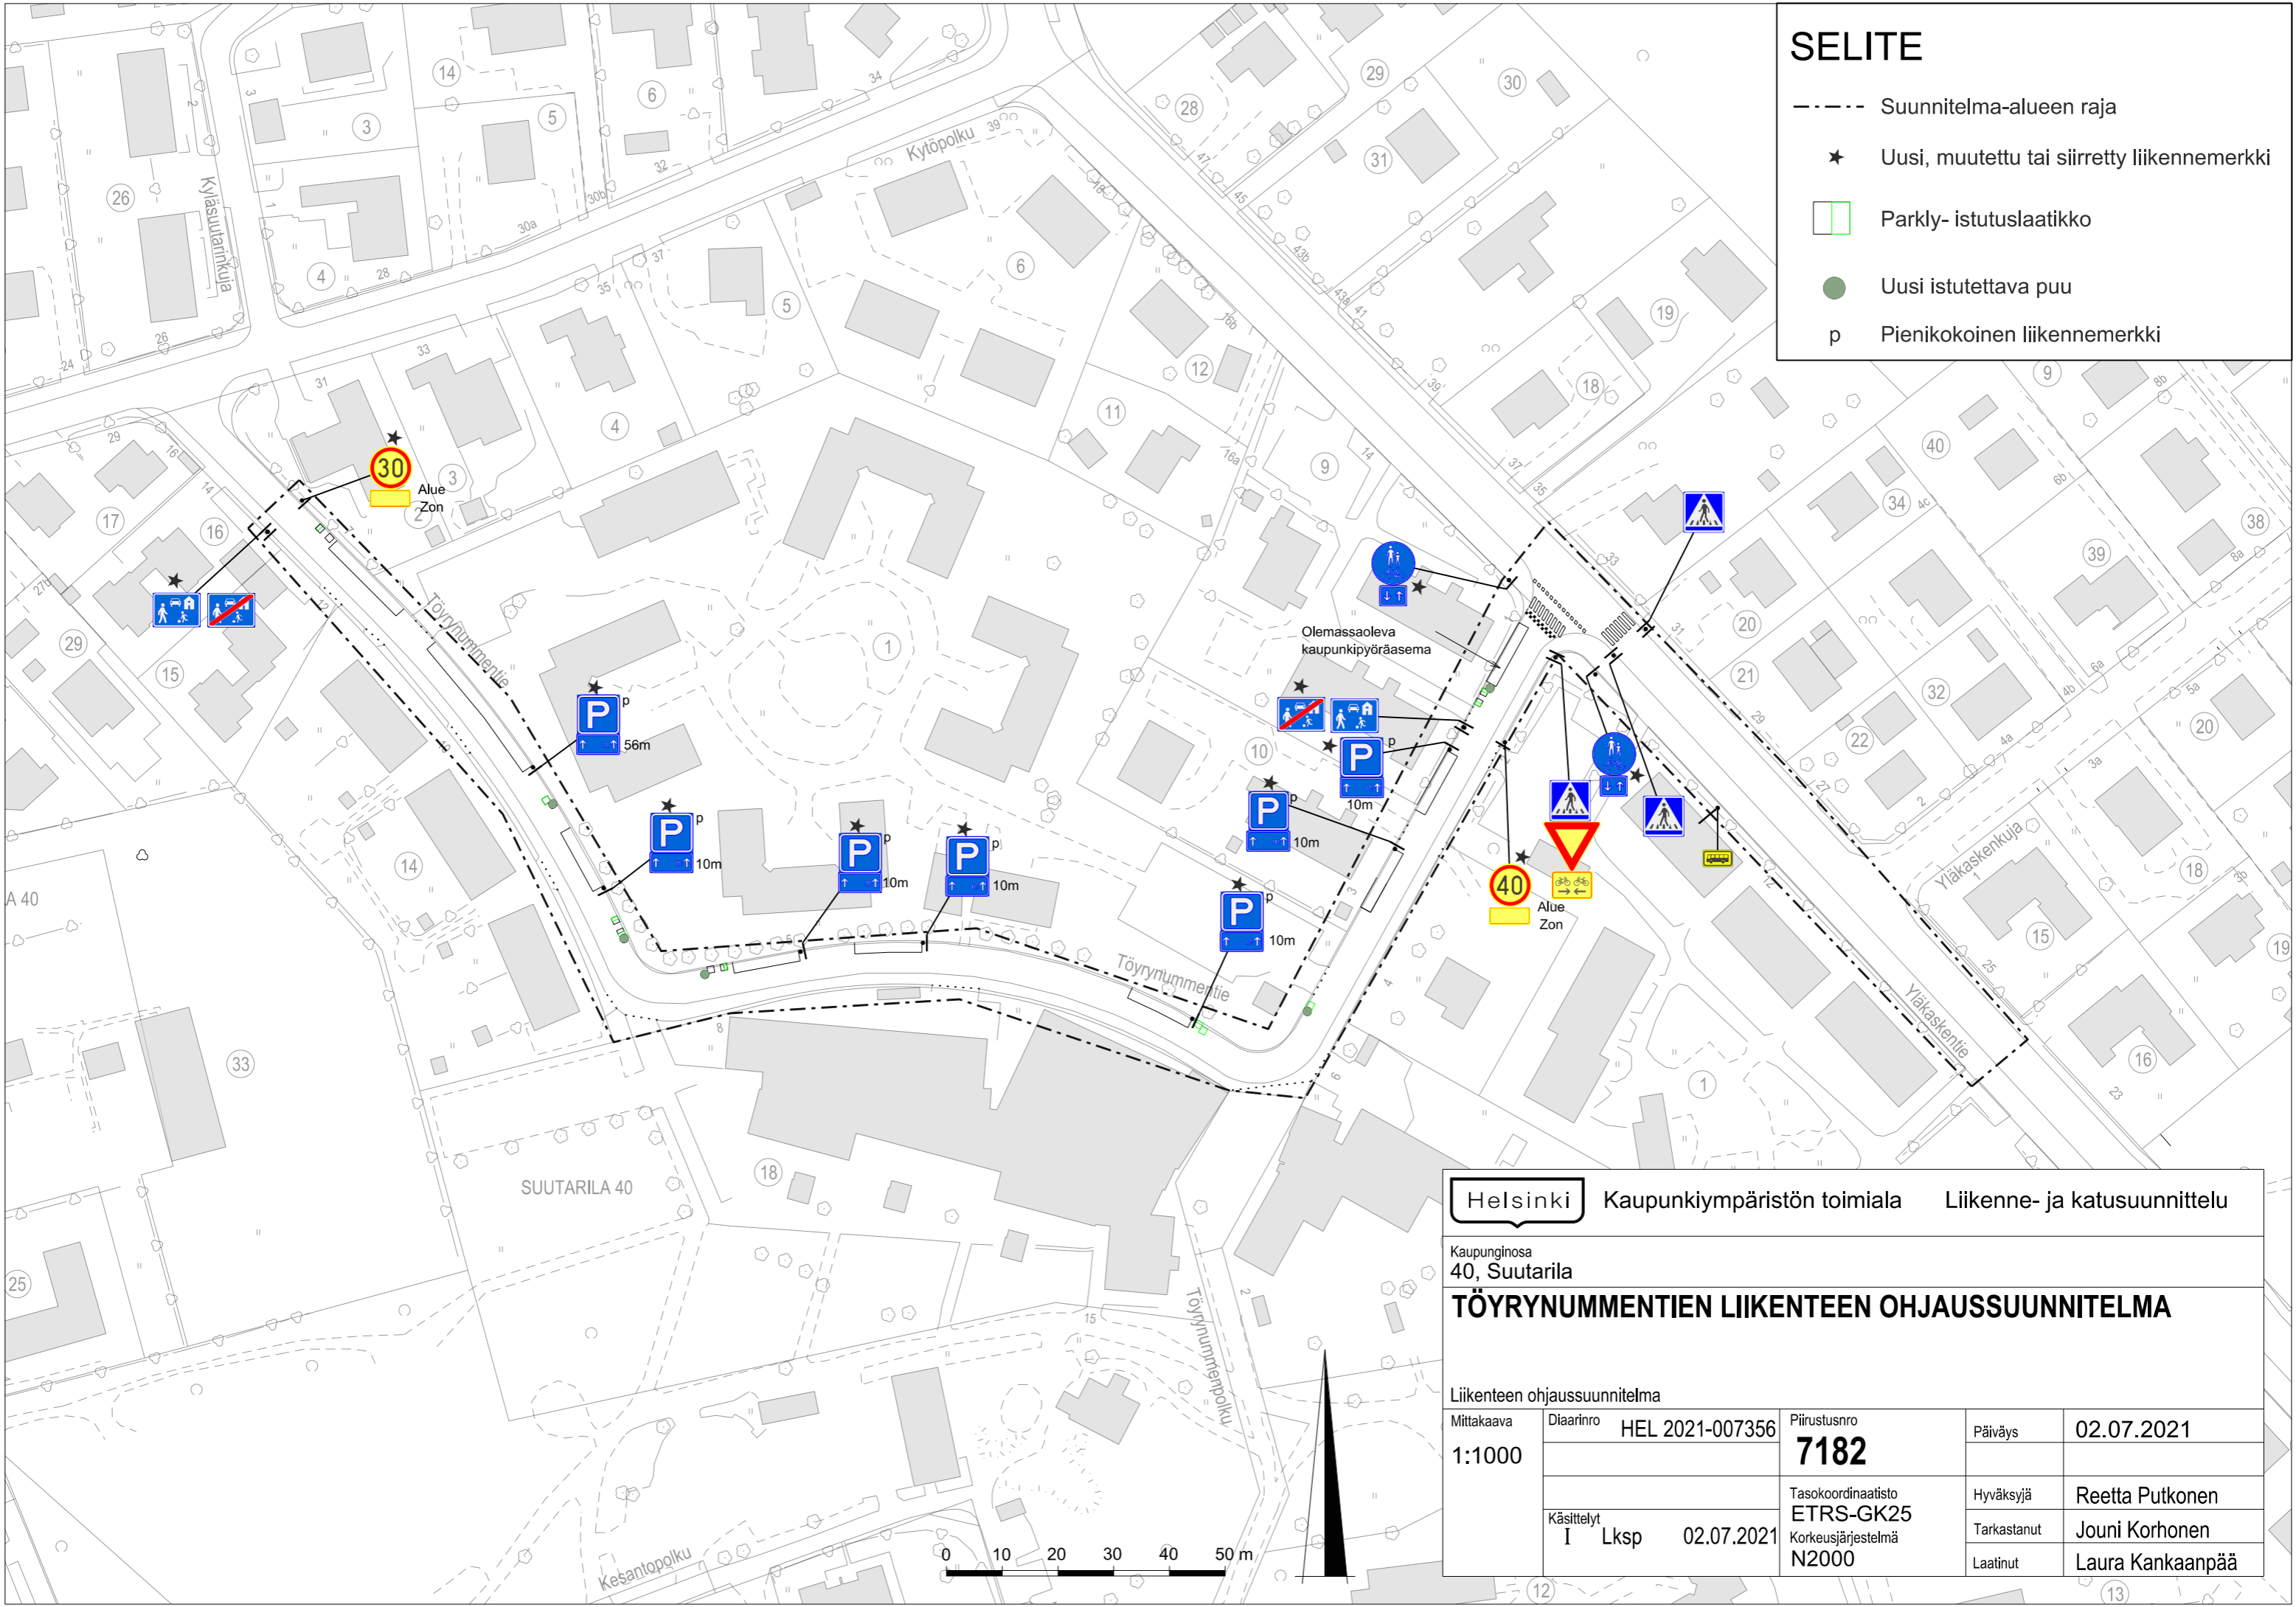 SELITE
Suunnitelma-alueen raja
Uusi, muutettu tai siirretty liikennemerkki
Parkly- istutuslaatikko
Uusi istutettava puu
p Pienikokoinen liikennemerkki
Kytöpolku
Kyläsuutarinkuja
30
Alue
Zon
Töyrynummentie
P p
56m
P p
10m
P p
10m
P p
10m
P p
10m
P p
10m
P p
10m
Olemassaoleva
kaupunkipyöräasema
40
Alue
Zon
Töyrynummentie
Yläkaskenkuja
Yläkaskentie
SUUTARILA 40
A 40
Töyrynummenpolku
Kesantopolku
0 10 20 30 40 50 m
Helsinki Kaupunkiympäristön toimiala Liikenne- ja katusuunnittelu
Kaupunginosa
40, Suutarila
TÖYRYNUMMENTIEN LIIKENTEEN OHJAUSSUUNNITELMA
Liikenteen ohjaussuunnitelma
Mittakaava
1:1000
Diaarinro HEL 2021-007356
Piirustusnro
7182
Päiväys 02.07.2021
Tasokoordinaatisto
ETRS-GK25
Korkeusjärjestelmä
N2000
Käsittelyt
I Lksp 02.07.2021
Hyväksyjä Reetta Putkonen
Tarkastanut Jouni Korhonen
Laatinut Laura Kankaanpää